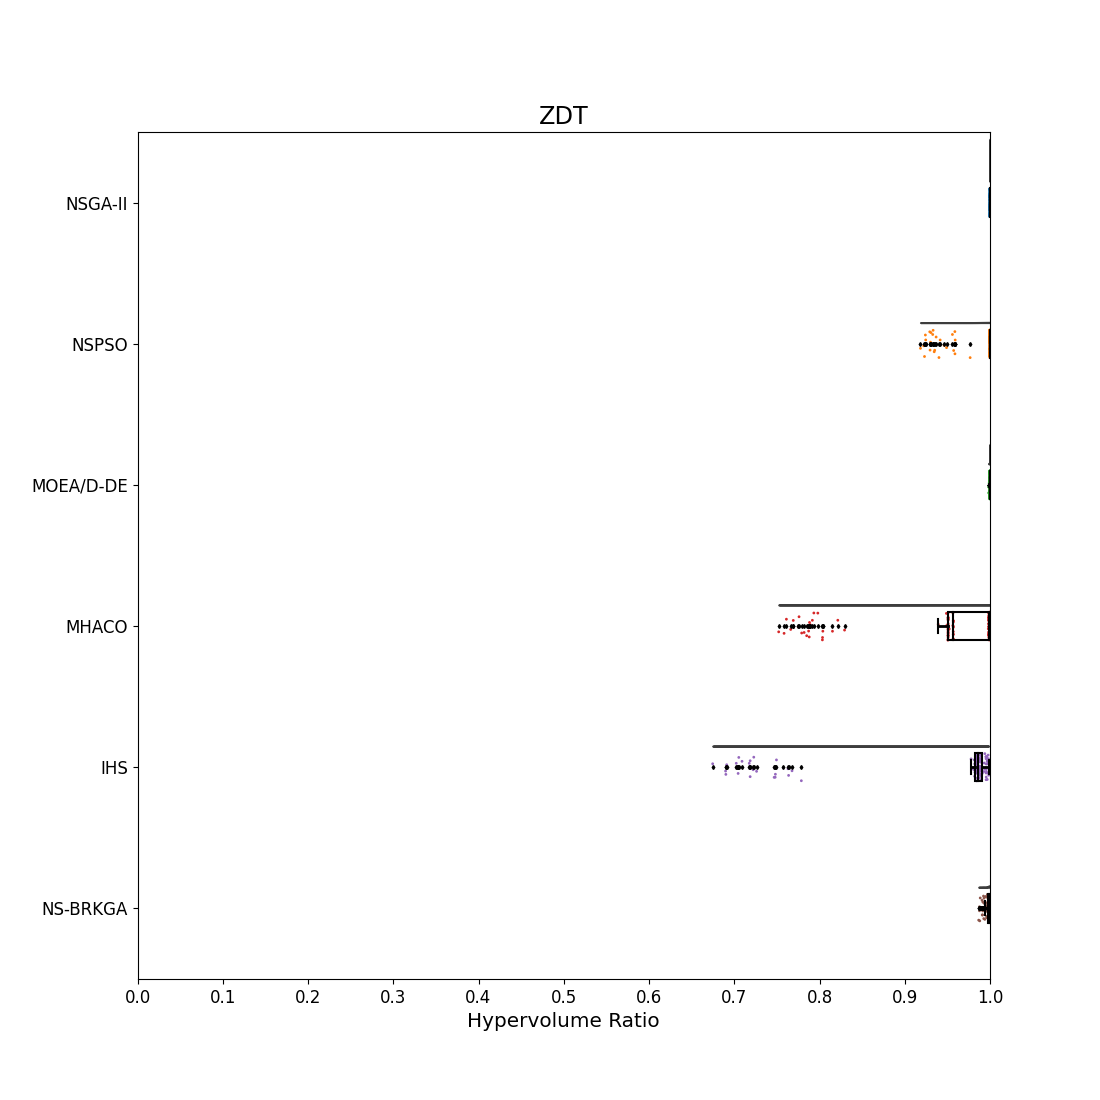 ZDT
NSGA-II
NSPSO
MOEA/D-DE
MHACO
IHS
NS-BRKGA
0.0 0.1 0.2 0.3 0.4 0.5 0.6 0.7 0.8 0.9 1.0
Hypervolume Ratio